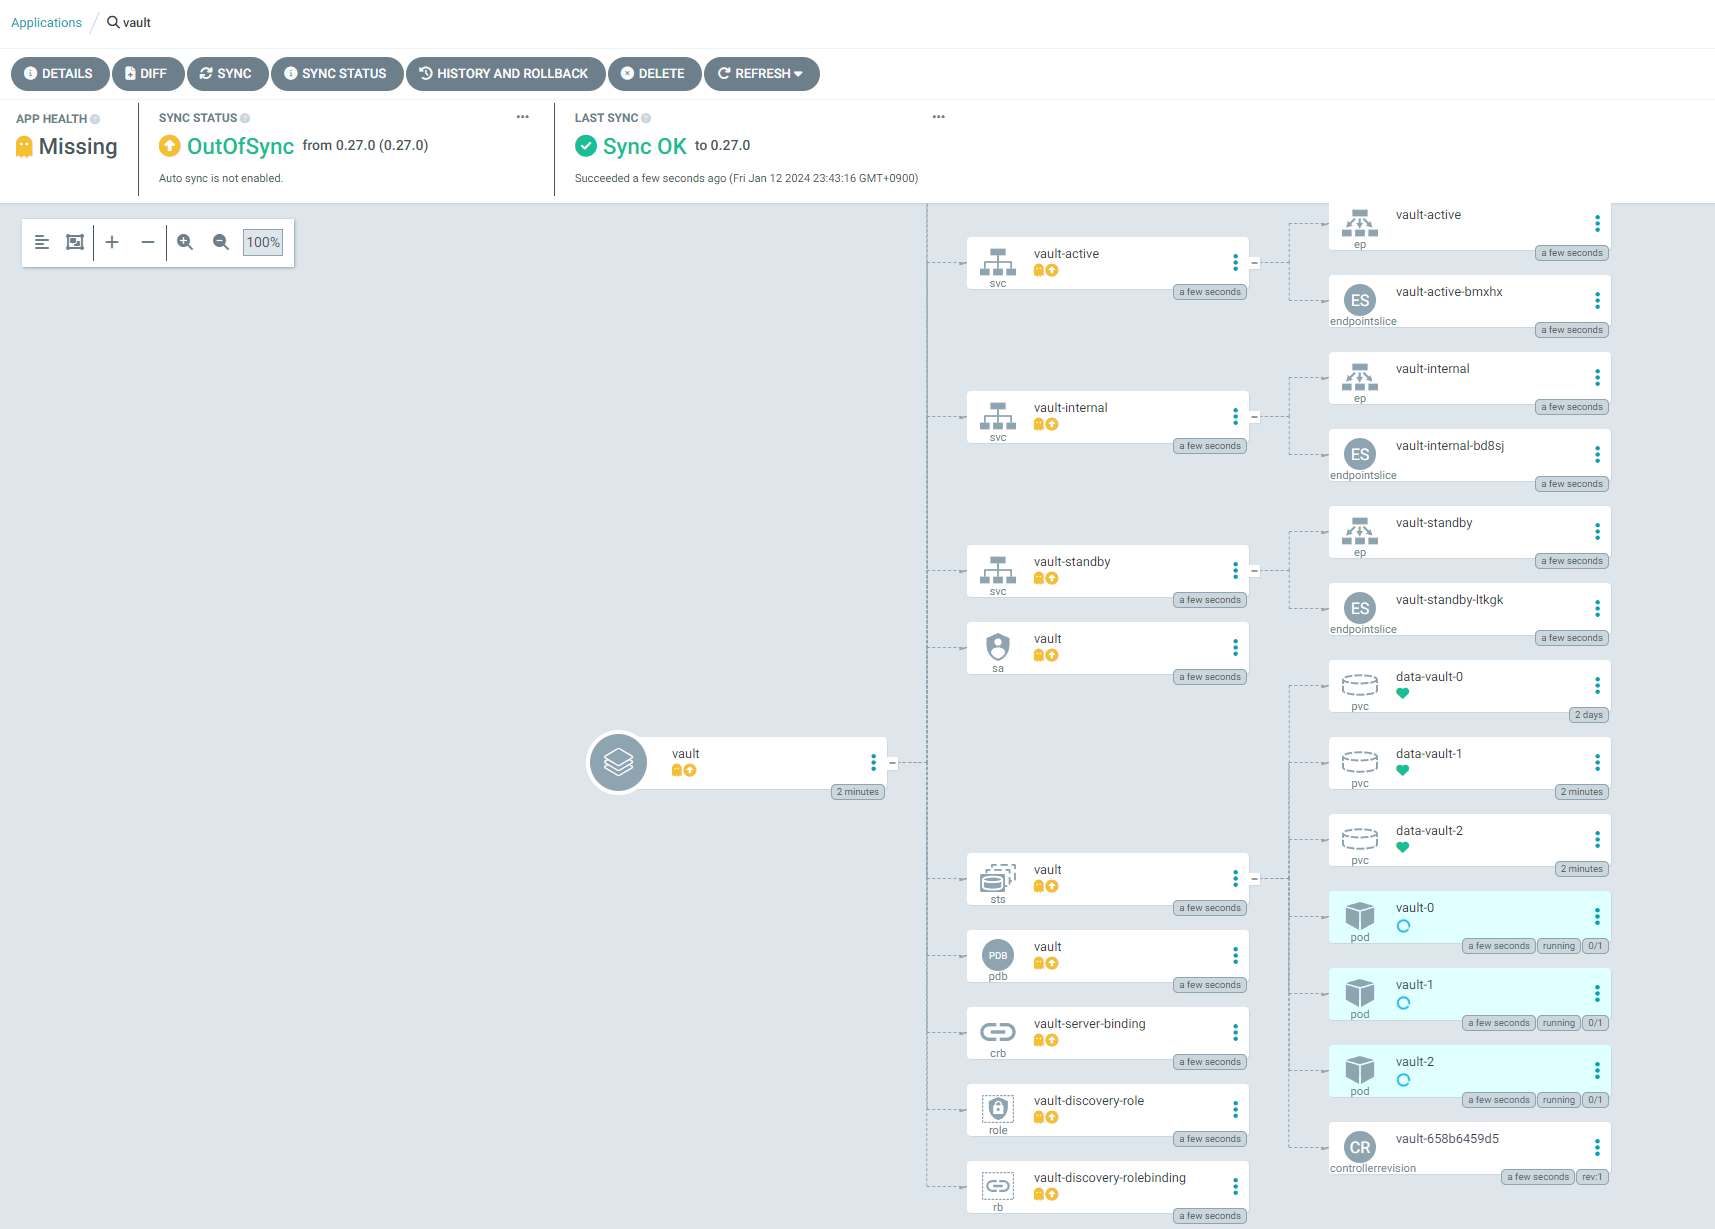 Applications / vault
DETAILS DIFF SYNC SYNC STATUS HISTORY AND ROLLBACK DELETE REFRESH
APP HEALTH
Missing
SYNC STATUS
OutOfSync from 0.27.0 (0.27.0)
Auto sync is not enabled.
LAST SYNC
Sync OK to 0.27.0
Succeeded a few seconds ago (Fri Jan 12 2024 23:43:16 GMT+0900)
100%
vault
2 minutes
vault-active
svc
a few seconds
vault-internal
svc
a few seconds
vault-standby
svc
a few seconds
vault
sa
a few seconds
vault
sts
a few seconds
PDB
vault
pdb
a few seconds
vault-server-binding
crb
a few seconds
vault-discovery-role
role
a few seconds
vault-discovery-rolebinding
rb
a few seconds
vault-active
ep
a few seconds
ES
vault-active-bmxhx
endpointslice
a few seconds
vault-internal
ep
a few seconds
ES
vault-internal-bd8sj
endpointslice
a few seconds
vault-standby
ep
a few seconds
ES
vault-standby-ltkgk
endpointslice
a few seconds
data-vault-0
pvc
2 days
data-vault-1
pvc
2 minutes
data-vault-2
pvc
2 minutes
vault-0
pod
a few seconds running 0/1
vault-1
pod
a few seconds running 0/1
vault-2
pod
a few seconds running 0/1
CR
vault-658b6459d5
controllerrevision
a few seconds rev:1